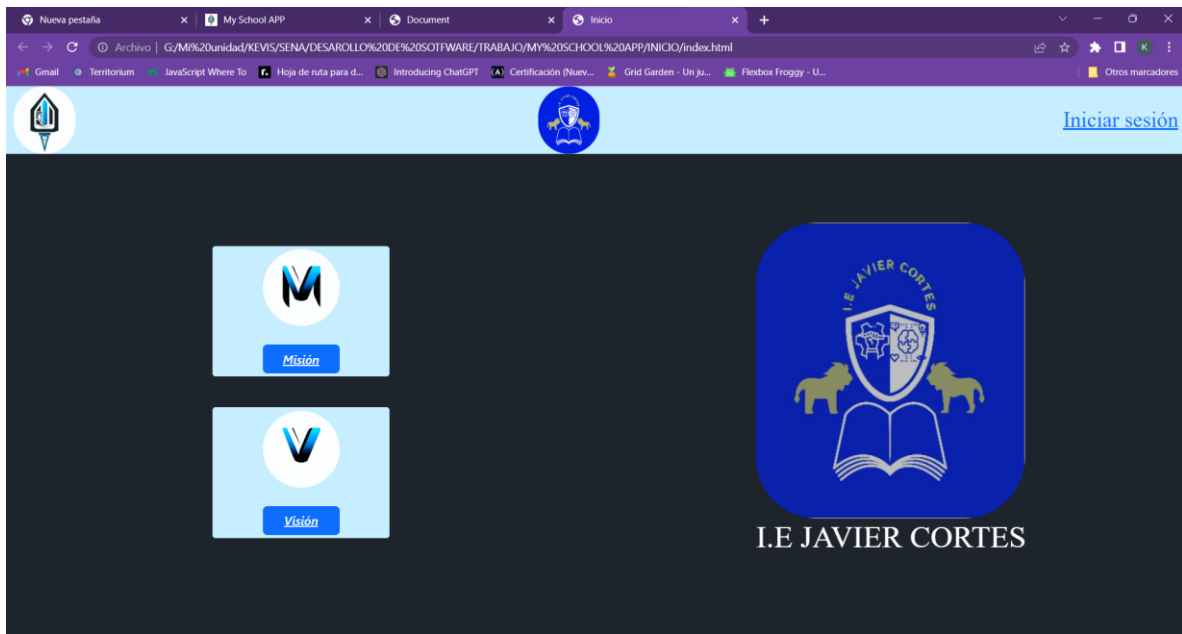 Nueva pestaña
My School APP
Document
Inicio
Archivo | G:/Mi%20unidad/KEVIS/SENA/DESAROLLO%20DE%20SOTFWARE/TRABAJO/MY%20SCHOOL%20APP/INICIO/index.html
K
Gmail Territorium JavaScript Where To Hoja de ruta para d... Introducing ChatGPT Certificación (Nuev... Grid Garden - Un ju... Flexbox Froggy - U... Otros marcadores
Iniciar sesión
M
Misión
V
Visión
I.E JAVIER CORTES
I.E JAVIER CORTES